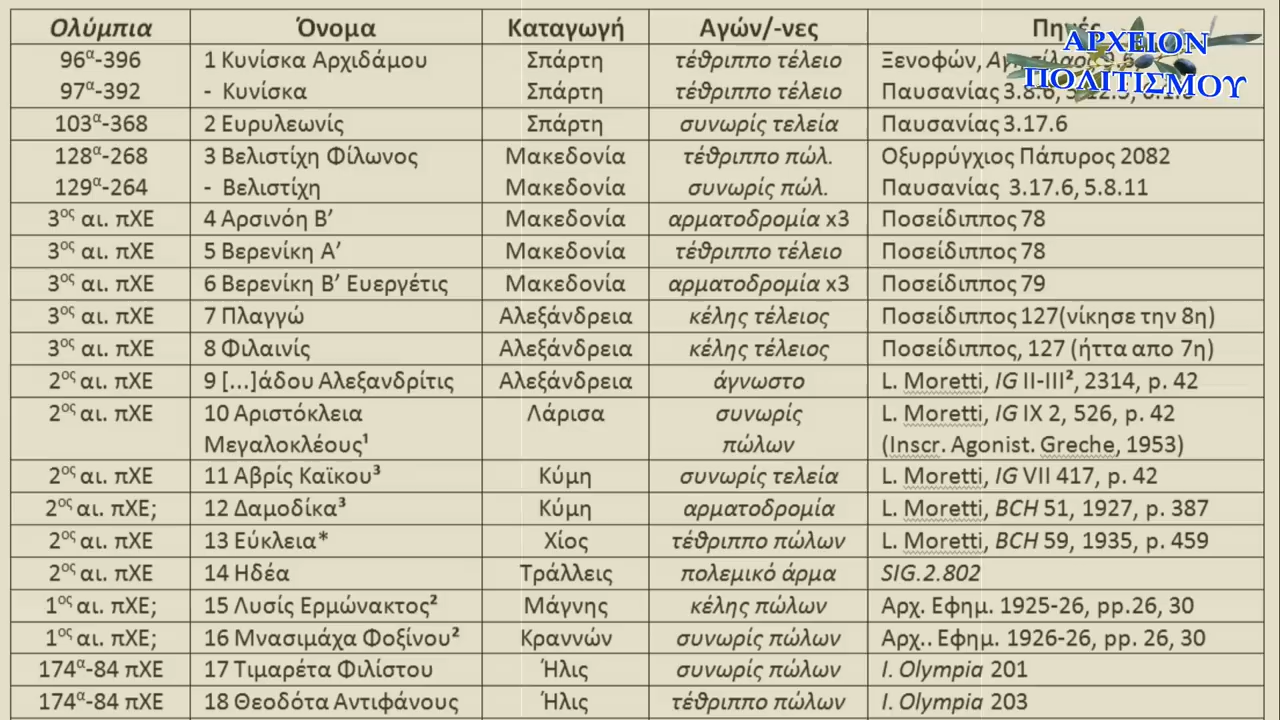 Ολύμπια Όνομα Καταγωγή Αγών/-νες Πηγές
96α-396 1 Κυνίσκα Αρχιδάμου Σπάρτη τέθριππο τέλειο Ξενοφών,
97α-392 - Κυνίσκα Σπάρτη τέθριππο τέλειο Παυσανίας 3.8.6,
103α-368 2 Ευρυλεωνίς Σπάρτη συνωρίς τελεία Παυσανίας 3.17.6
128α-268 3 Βελιστίχη Φίλωνος Μακεδονία τέθριππο πώλ. Οξυρρύγχιος Πάπυρος 2082
129α-264 - Βελιστίχη Μακεδονία συνωρίς πώλ. Παυσανίας 3.17.6, 5.8.11
3ος αι. πΧΕ 4 Αρσινόη Β’ Μακεδονία αρματοδρομία x3 Ποσείδιππος 78
3ος αι. πΧΕ 5 Βερενίκη Α’ Μακεδονία τέθριππο τέλειο Ποσείδιππος 78
3ος αι. πΧΕ 6 Βερενίκη Β’ Ευεργέτις Μακεδονία αρματοδρομία x3 Ποσείδιππος 79
3ος αι. πΧΕ 7 Πλαγγώ Αλεξάνδρεια κέλης τέλειος Ποσείδιππος 127(νίκησε την 8η)
3ος αι. πΧΕ 8 Φιλαινίς Αλεξάνδρεια κέλης τέλειος Ποσείδιππος, 127 (ήττα απο 7η)
2ος αι. πΧΕ 9 [...]άδου Αλεξανδρίτις Αλεξάνδρεια άγνωστο L. Moretti, IG II-III², 2314, p. 42
2ος αι. πΧΕ 10 Αριστόκλεια Λάρισα συνωρίς L. Moretti, IG IX 2, 526, p. 42
Μεγαλοκλέους¹ πώλων (Inscr. Agonist. Greche, 1953)
2ος αι. πΧΕ 11 Αβρίς Καϊκου³ Κύμη συνωρίς τελεία L. Moretti, IG VII 417, p. 42
2ος αι. πΧΕ; 12 Δαμοδίκα³ Κύμη αρματοδρομία L. Moretti, BCH 51, 1927, p. 387
2ος αι. πΧΕ 13 Εύκλεια* Χίος τέθριππο πώλων L. Moretti, BCH 59, 1935, p. 459
2ος αι. πΧΕ 14 Ηδέα Τράλλεις πολεμικό άρμα SIG.2.802
1ος αι. πΧΕ; 15 Λυσίς Ερμώνακτος² Μάγνης κέλης πώλων Αρχ. Εφημ. 1925-26, pp.26, 30
1ος αι. πΧΕ; 16 Μνασιμάχα Φοξίνου² Κραννών συνωρίς πώλων Αρχ.. Εφημ. 1926-26, pp. 26, 30
174α-84 πΧΕ 17 Τιμαρέτα Φιλίστου Ήλις συνωρίς πώλων I. Olympia 201
174α-84 πΧΕ 18 Θεοδότα Αντιφάνους Ήλις τέθριππο πώλων I. Olympia 203
ΑΡΧΕΙΟΝ
ΠΟΛΙΤΙΣΜΟΥ